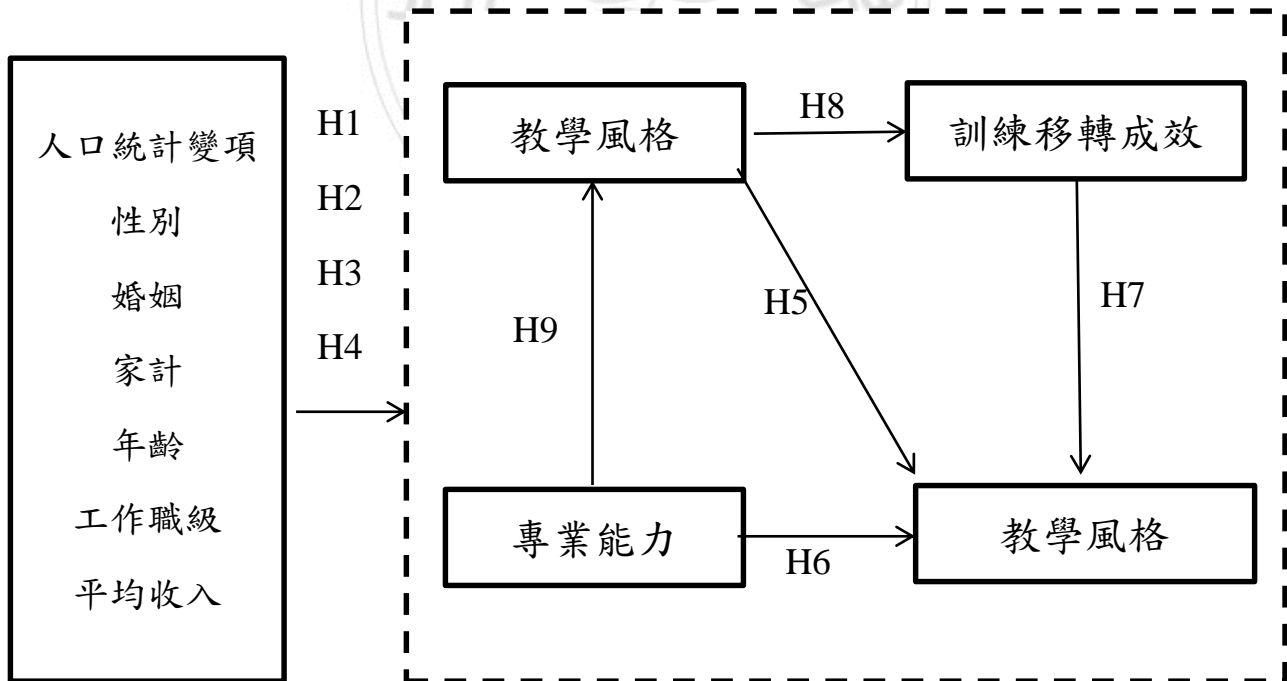 人口統計變項
性別
婚姻
家計
年齡
工作職級
平均收入
H1
H2
H3
H4
教學風格
H8
訓練移轉成效
H9
H5
H7
專業能力
H6
教學風格